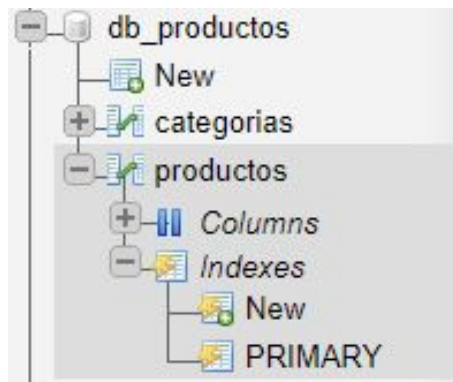 db_productos
New
categorias
productos
Columns
Indexes
New
PRIMARY